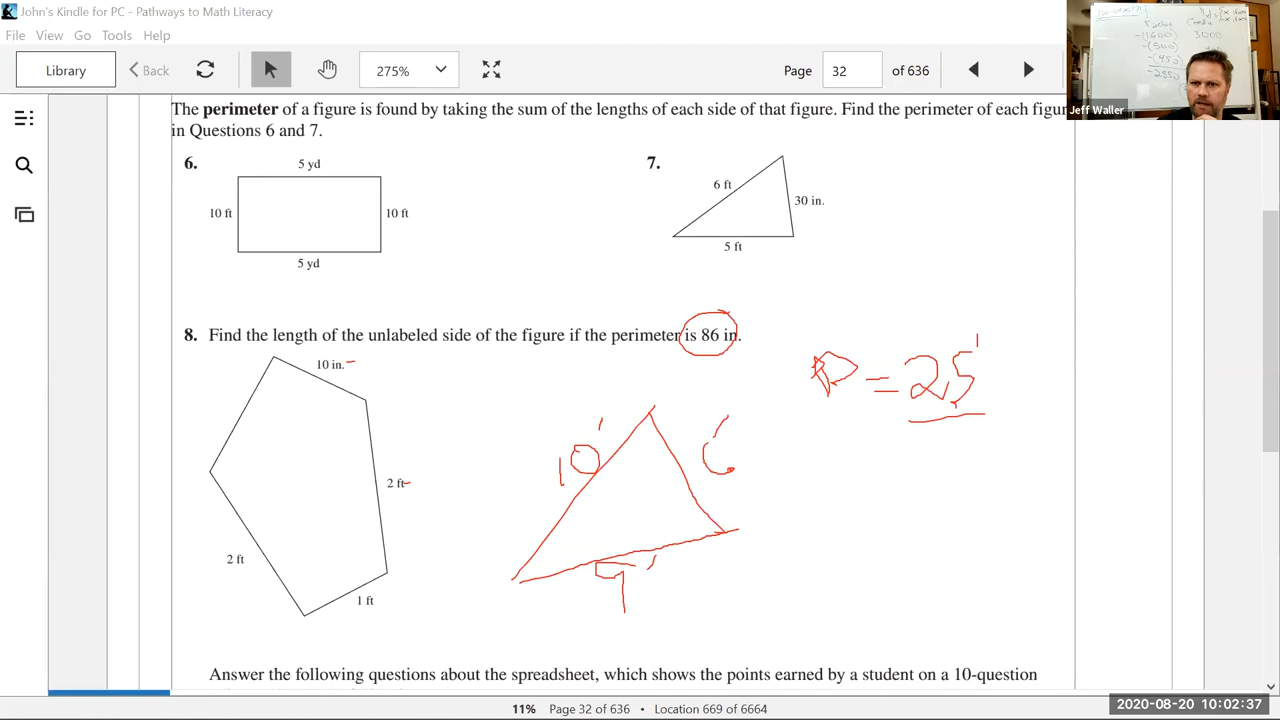 John's Kindle for PC - Pathways to Math Literacy
File View Go Tools Help
Library
Back
275%
Page 32 of 636
The perimeter of a figure is found by taking the sum of the lengths of each side of that figure. Find the perimeter of each figur
in Questions 6 and 7.
6.
5 yd
10 ft
10 ft
5 yd
7.
6 ft
30 in.
5 ft
8. Find the length of the unlabeled side of the figure if the perimeter is 86 in.
10 in.
2 ft
2 ft
1 ft
10'
6'
9'
P = 25'
Answer the following questions about the spreadsheet, which shows the points earned by a student on a 10-question
11% Page 32 of 636 • Location 669 of 6664
2020-08-20 10:02:37
Jeff Waller
-(1600)
3000
-(500)
-(450)
-2550